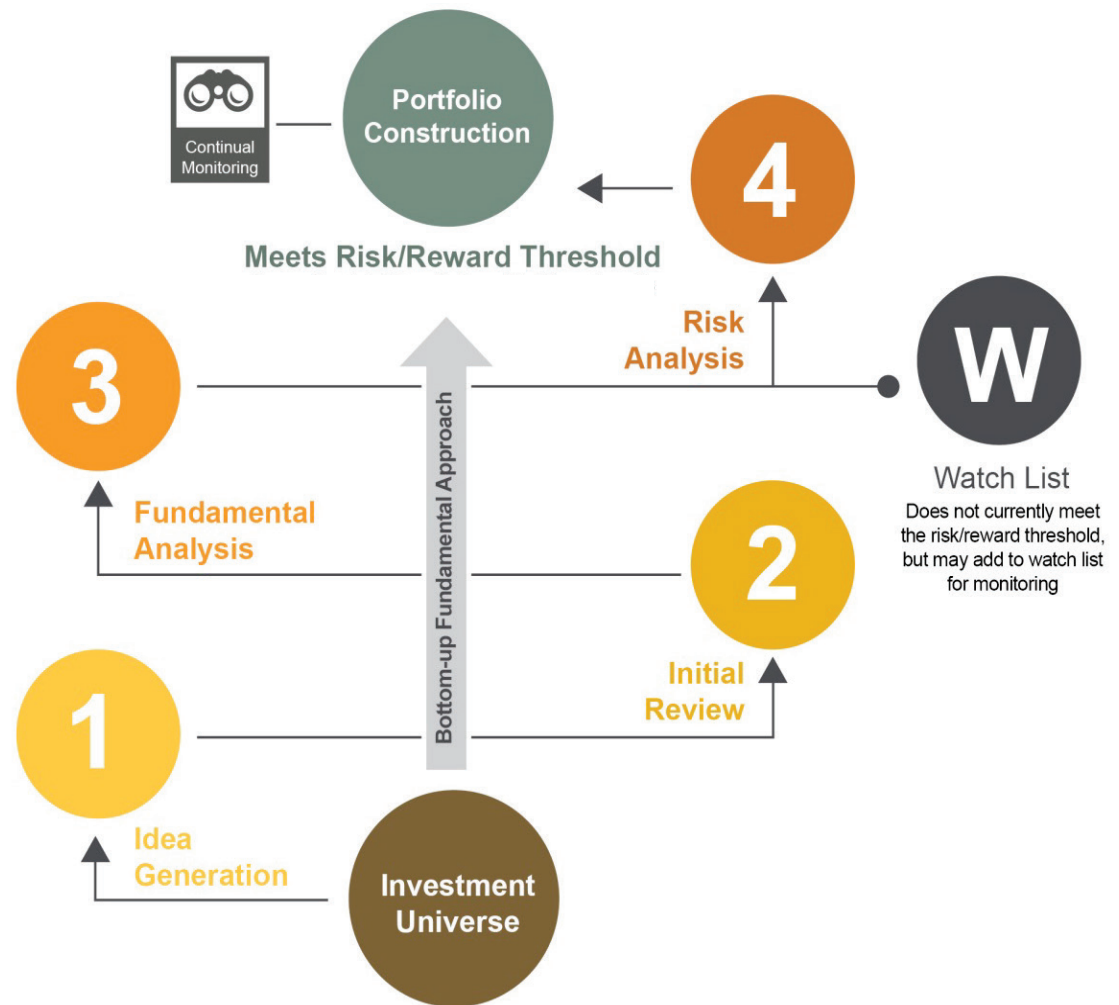 Portfolio
Construction
Continual
Monitoring
4
Meets Risk/Reward Threshold
Risk
Analysis
3
W
Watch List
Does not currently meet
the risk/reward threshold,
but may add to watch list
for monitoring
Bottom-up Fundamental Approach
Fundamental
Analysis
2
1
Initial
Review
Idea
Generation
Investment
Universe